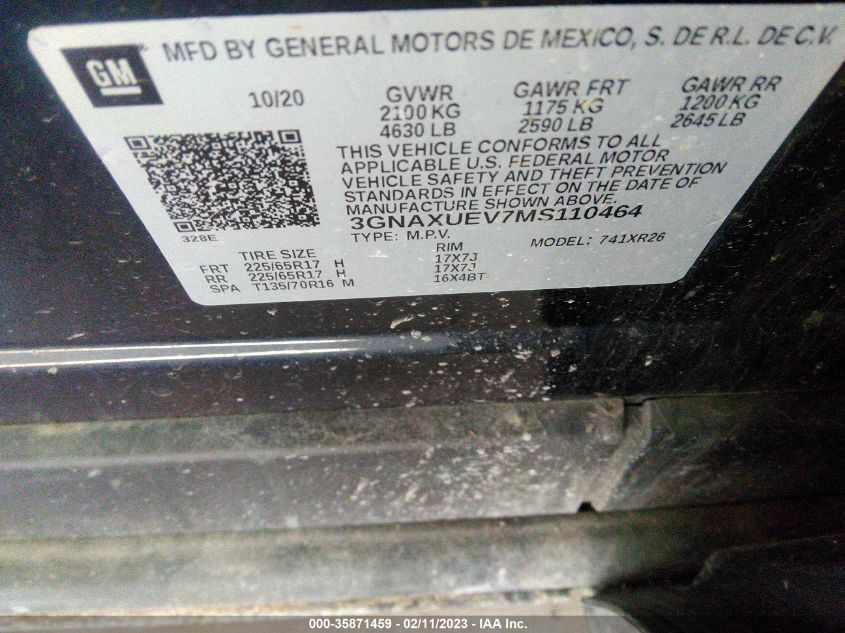 GM
MFD BY GENERAL MOTORS DE MEXICO, S. DE R.L. DE C.V.
10/20
GVWR
2100 KG
4630 LB
GAWR FRT
1175 KG
2590 LB
GAWR RR
1200 KG
2645 LB
THIS VEHICLE CONFORMS TO ALL
APPLICABLE U.S. FEDERAL MOTOR
VEHICLE SAFETY AND THEFT PREVENTION
STANDARDS IN EFFECT ON THE DATE OF
MANUFACTURE SHOWN ABOVE.
3GNAXUEV7MS110464
TYPE: M.P.V. MODEL: 741XR26
328E
TIRE SIZE RIM
FRT 225/65R17 H 17X7J
RR 225/65R17 H 17X7J
SPA T135/70R16 M 16X4BT
000-35871459 - 02/11/2023 - IAA Inc.